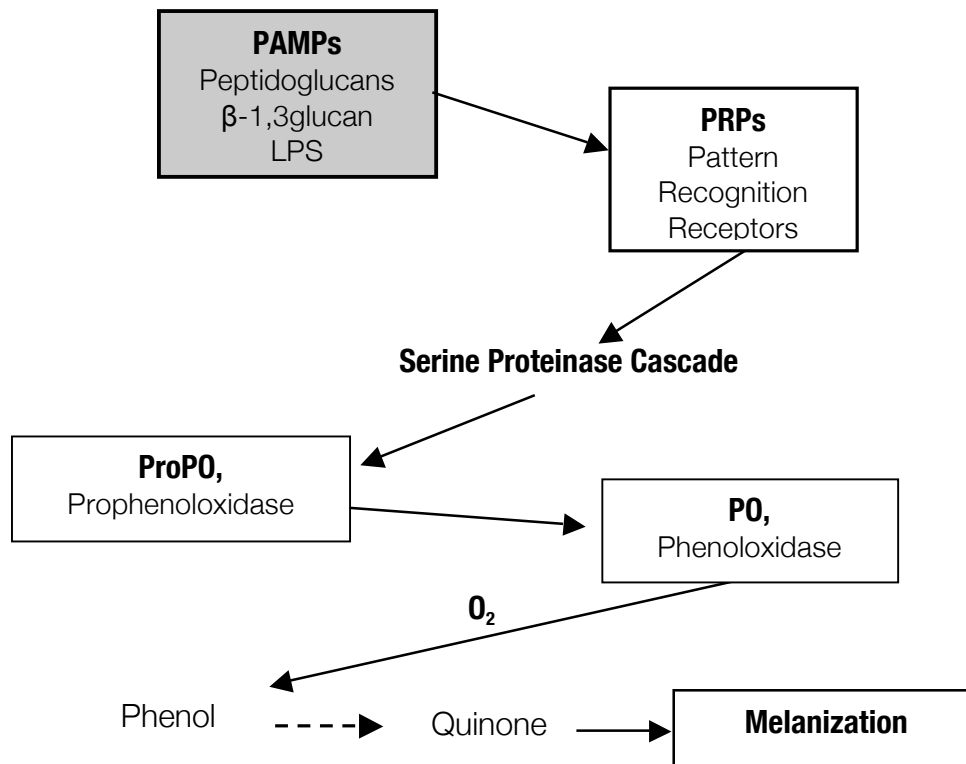 PAMPs
Peptidoglucans
β-1,3glucan
LPS
PRPs
Pattern
Recognition
Receptors
Serine Proteinase Cascade
ProPO,
Prophenoloxidase
PO,
Phenoloxidase
O₂
Phenol
Quinone
Melanization